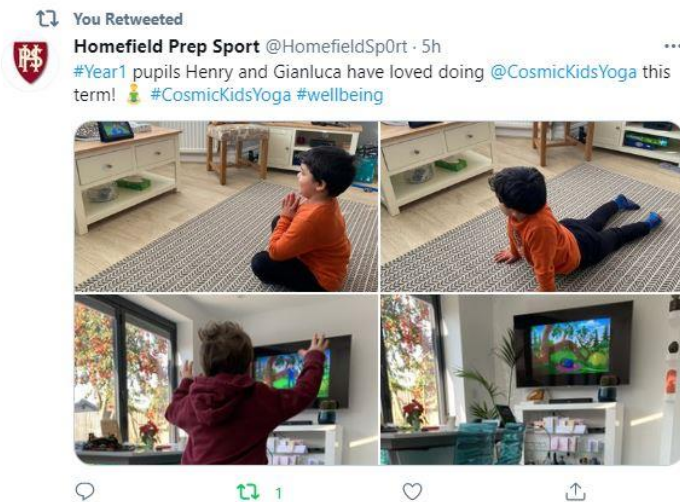 You Retweeted
Homefield Prep Sport @HomefieldSp0rt · 5h
#Year1 pupils Henry and Gianluca have loved doing @CosmicKidsYoga this
term! #CosmicKidsYoga #wellbeing
1